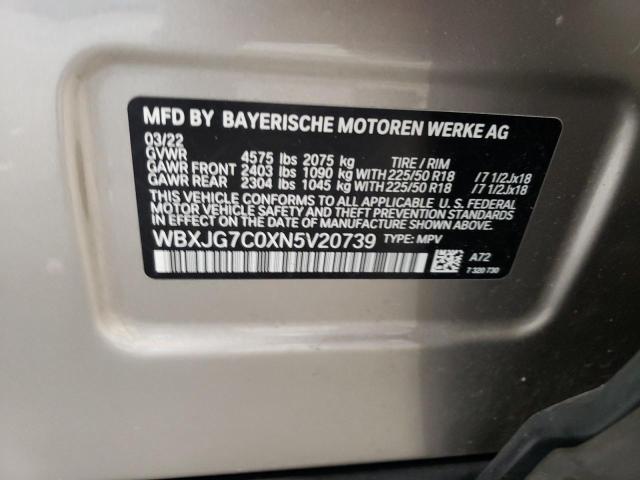 MFD BY BAYERISCHE MOTOREN WERKE AG
03/22
GVWR 4575 lbs 2075 kg TIRE / RIM
GAWR FRONT 2403 lbs 1090 kg WITH 225/50 R18 /7 1/2Jx18
GAWR REAR 2304 lbs 1045 kg WITH 225/50 R18 /7 1/2Jx18
THIS VEHICLE CONFORMS TO ALL APPLICABLE U.S. FEDERAL
MOTOR VEHICLE SAFETY, BUMPER, AND THEFT PREVENTION STANDARDS
IN EFFECT ON THE DATE OF MANUFACTURE SHOWN ABOVE.
WBXJG7C0XN5V20739 TYPE: MPV
A72
7 320 730